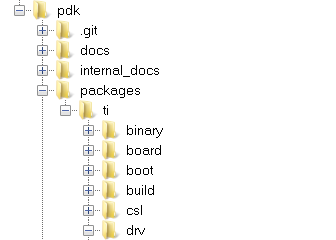 pdk
.git
docs
internal_docs
packages
ti
binary
board
boot
build
csl
drv